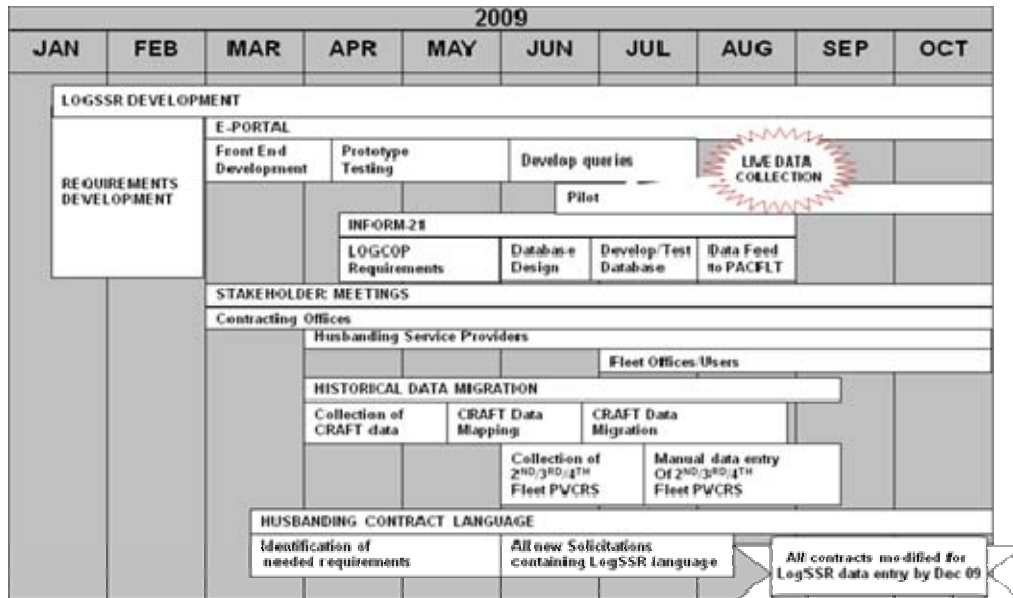 2009
JAN FEB MAR APR MAY JUN JUL AUG SEP OCT
LOGSSR DEVELOPMENT
REQUIREMENTS
DEVELOPMENT
E-PORTAL
Front End
Development
Prototype
Testing
Develop queries
LIVE DATA
COLLECTION
Pilot
INFORM-21
LOGCOP
Requirements
Database
Design
Develop/Test
Database
Data Feed
to PACFLT
STAKEHOLDER MEETINGS
Contracting Offices
Husbanding Service Providers
Fleet Offices/Users
HISTORICAL DATA MIGRATION
Collection of
CRAFT data
CRAFT Data
Mapping
CRAFT Data
Migration
Collection of
2ND/3RD/4TH
Fleet PWCRS
Manual data entry
Of 2ND/3RD/4TH
Fleet PWCRS
HUSBANDING CONTRACT LANGUAGE
Identification of
needed requirements
All new Solicitations
containing LogSSR language
All contracts modified for
LogSSR data entry by Dec 09